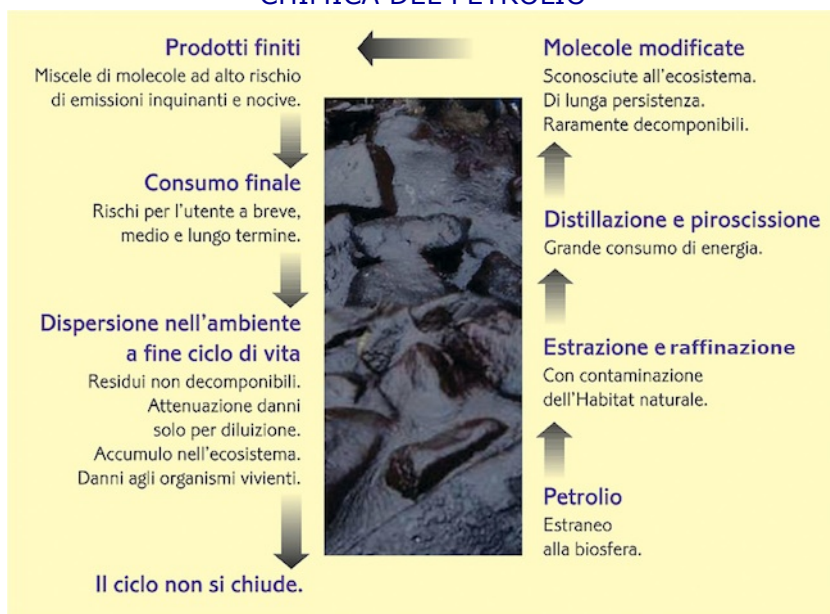 CHIMICA DEL PETROLIO
Prodotti finiti
Miscele di molecole ad alto rischio
di emissioni inquinanti e nocive.
Consumo finale
Rischi per l'utente a breve,
medio e lungo termine.
Dispersione nell'ambiente
a fine ciclo di vita
Residui non decomponibili.
Attenuazione danni
solo per diluizione.
Accumulo nell'ecosistema.
Danni agli organismi vivienti.
Il ciclo non si chiude.
Molecole modificate
Sconosciute all'ecosistema.
Di lunga persistenza.
Raramente decomponibili.
Distillazione e piroscissione
Grande consumo di energia.
Estrazione e raffinazione
Con contaminazione
dell'Habitat naturale.
Petrolio
Estraneo
alla biosfera.